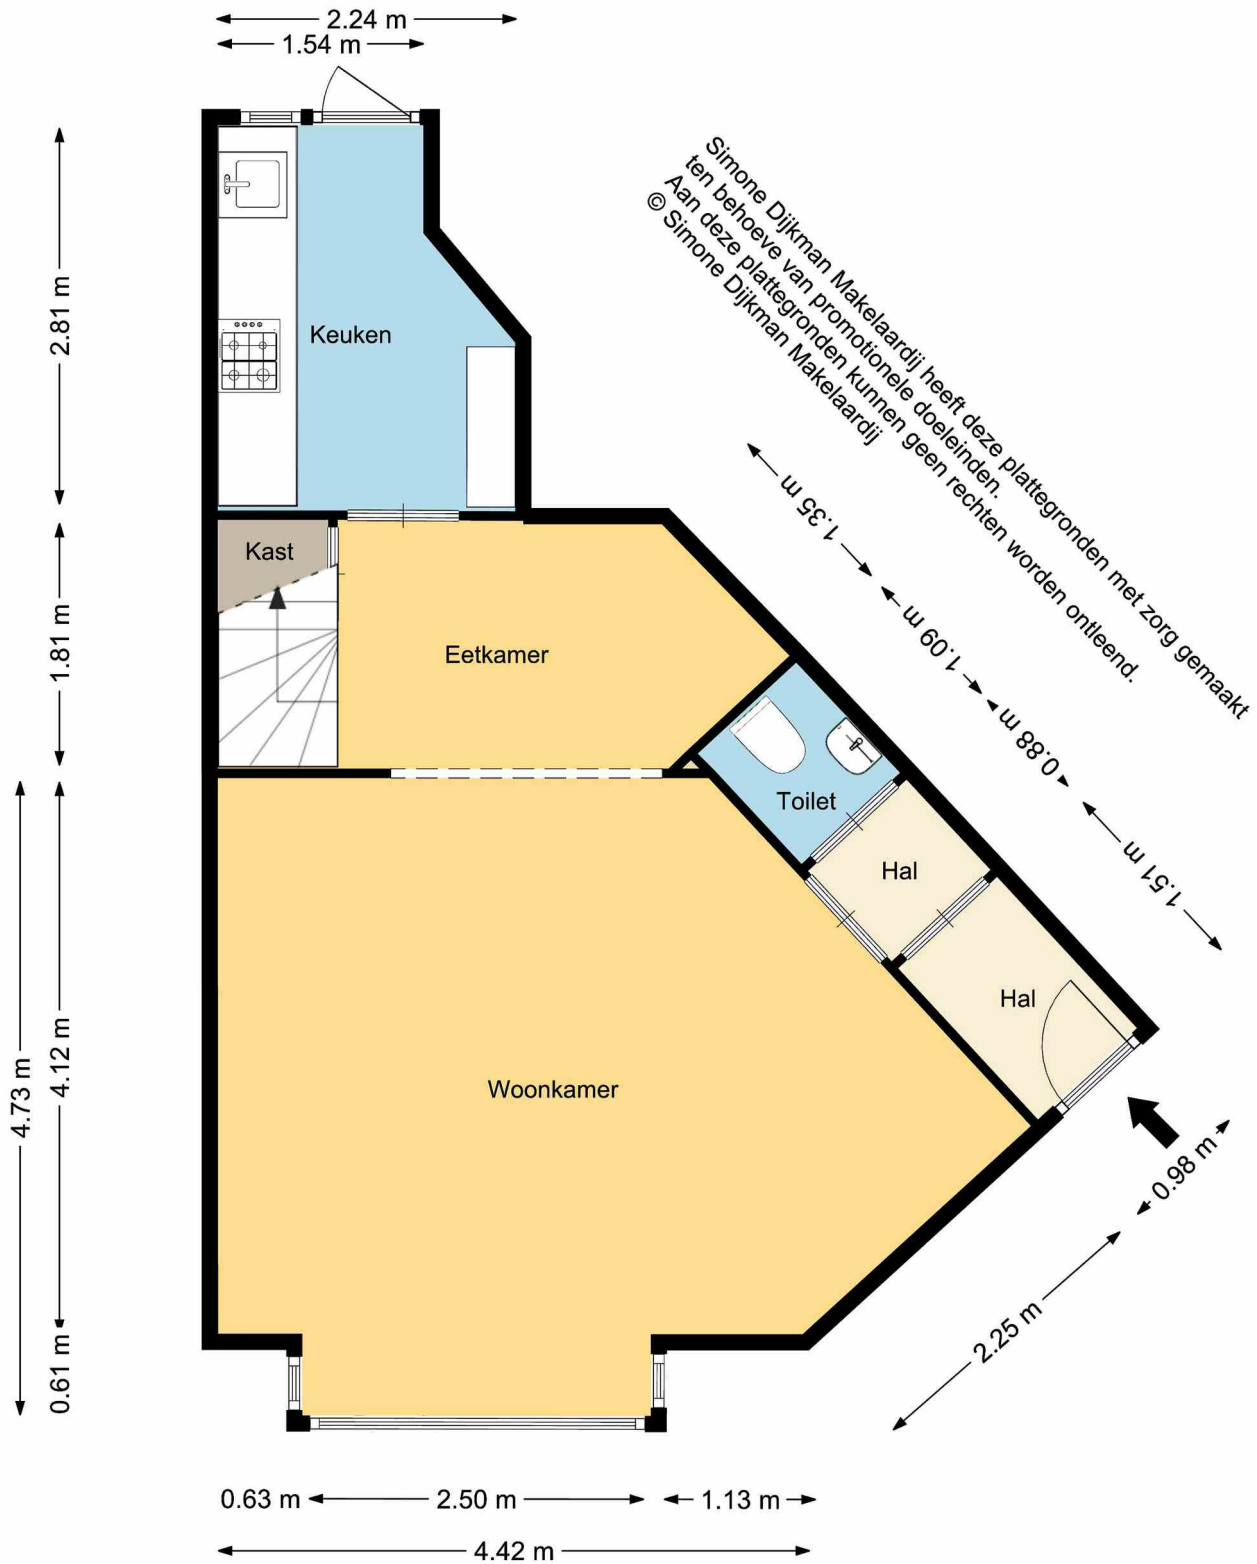 2.24 m
1.54 m
Simone Dijkman Makelaardij heeft deze plattegronden met zorg gemaakt
ten behoeve van promotionele doeleinden.
Aan deze plattegronden kunnen geen rechten worden ontleend.
© Simone Dijkman Makelaardij
2.81 m
Keuken
1.35 m
Kast
1.81 m
Eetkamer
1.09 m
0.88 m
Toilet
1.51 m
Hal
Hal
4.73 m
4.12 m
Woonkamer
0.98 m
2.25 m
0.61 m
0.63 m
2.50 m
1.13 m
4.42 m